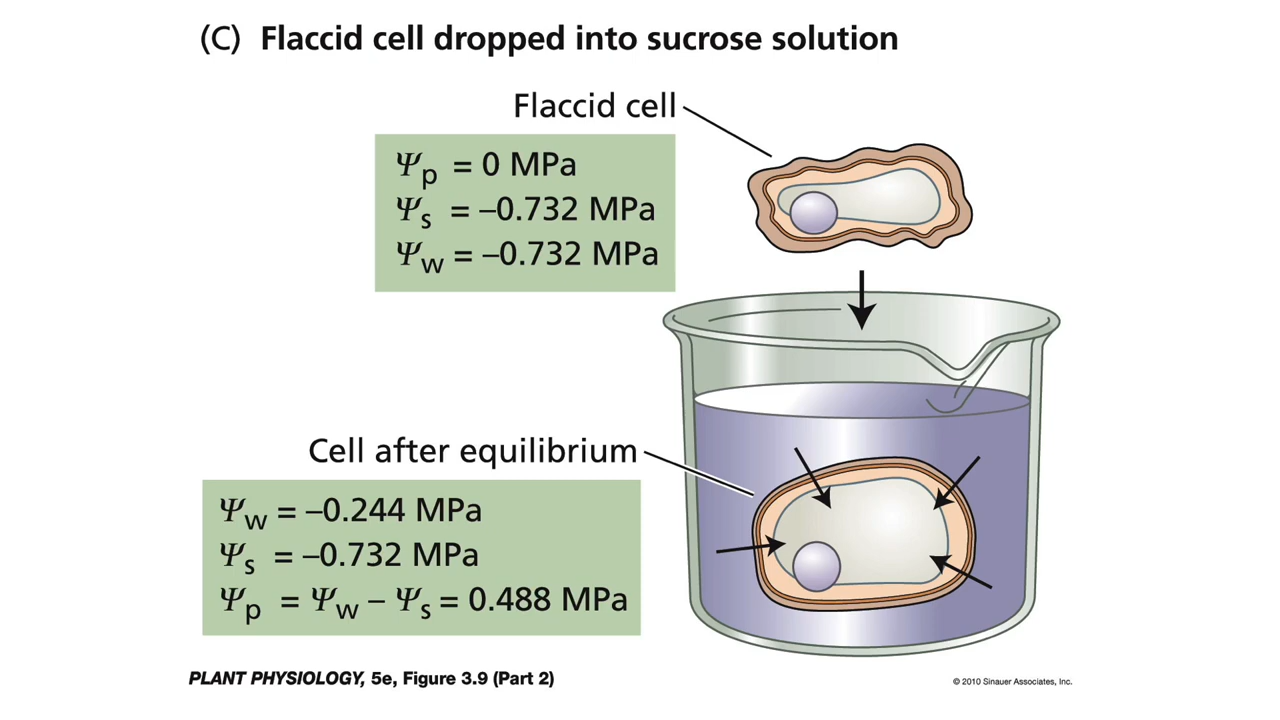 (C) Flaccid cell dropped into sucrose solution
Flaccid cell
Ψp = 0 MPa
Ψs = –0.732 MPa
Ψw = –0.732 MPa
Cell after equilibrium
Ψw = –0.244 MPa
Ψs = –0.732 MPa
Ψp = Ψw – Ψs = 0.488 MPa
PLANT PHYSIOLOGY, 5e, Figure 3.9 (Part 2)
© 2010 Sinauer Associates, Inc.